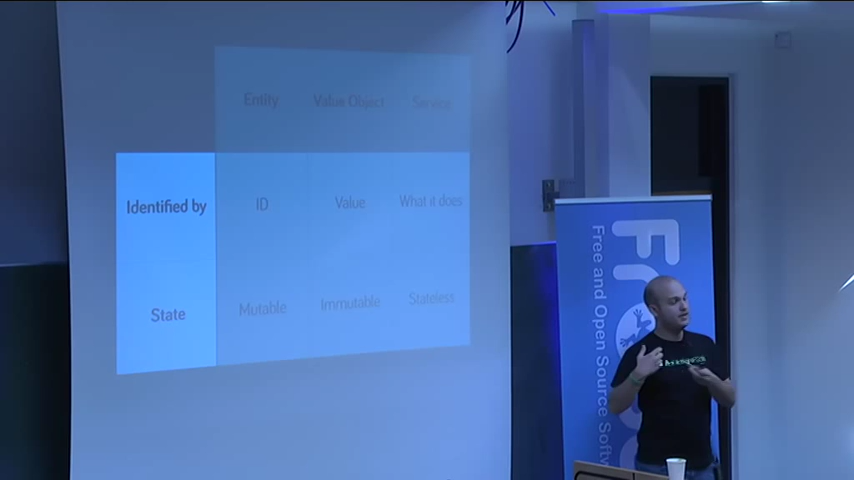 Entity Value Object Service
Identified by ID Value What it does
State Mutable Immutable Stateless
Free and Open Source Softw